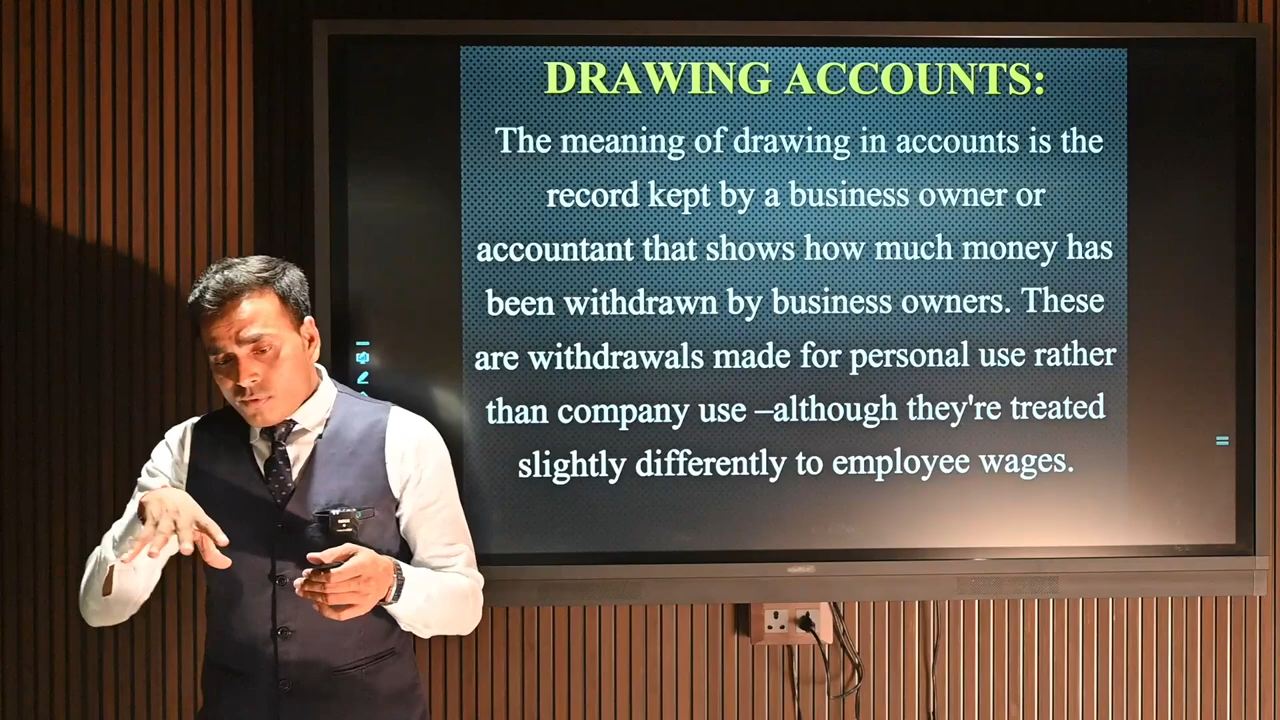 DRAWING ACCOUNTS:
The meaning of drawing in accounts is the
record kept by a business owner or
accountant that shows how much money has
been withdrawn by business owners. These
are withdrawals made for personal use rather
than company use –although they're treated
slightly differently to employee wages.